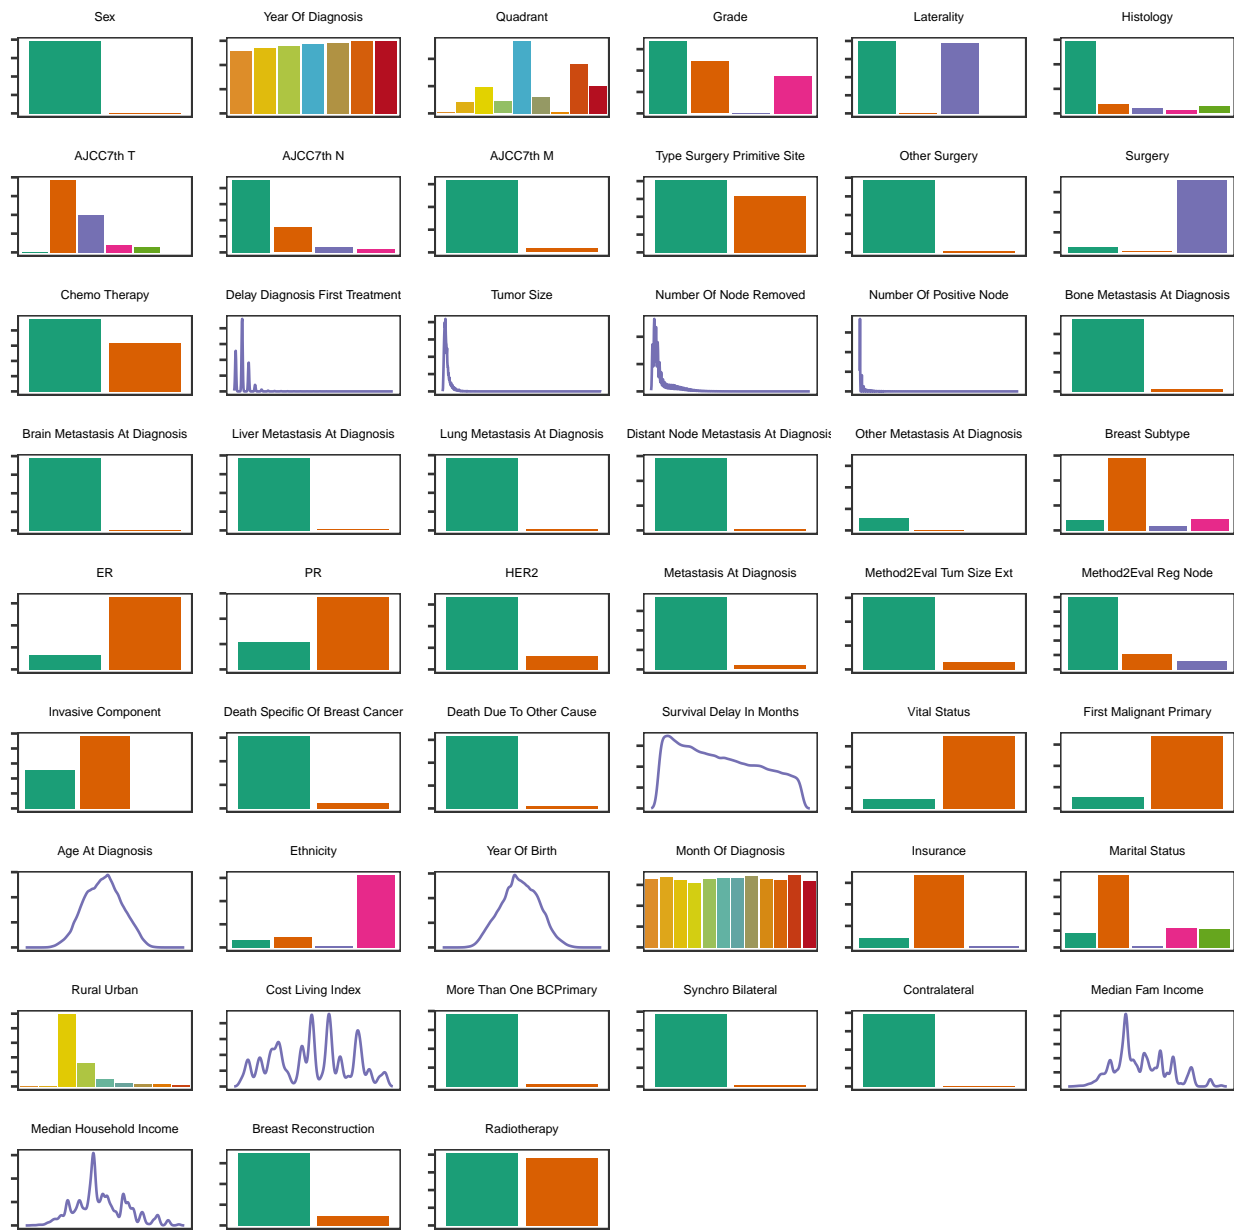 Sex
Year Of Diagnosis
Quadrant
Grade
Laterality
Histology
AJCC7th T
AJCC7th N
AJCC7th M
Type Surgery Primitive Site
Other Surgery
Surgery
Chemo Therapy
Delay Diagnosis First Treatment
Tumor Size
Number Of Node Removed
Number Of Positive Node
Bone Metastasis At Diagnosis
Brain Metastasis At Diagnosis
Liver Metastasis At Diagnosis
Lung Metastasis At Diagnosis
Distant Node Metastasis At Diagnosis
Other Metastasis At Diagnosis
Breast Subtype
ER
PR
HER2
Metastasis At Diagnosis
Method2Eval Tum Size Ext
Method2Eval Reg Node
Invasive Component
Death Specific Of Breast Cancer
Death Due To Other Cause
Survival Delay In Months
Vital Status
First Malignant Primary
Age At Diagnosis
Ethnicity
Year Of Birth
Month Of Diagnosis
Insurance
Marital Status
Rural Urban
Cost Living Index
More Than One BCPrimary
Synchro Bilateral
Contralateral
Median Fam Income
Median Household Income
Breast Reconstruction
Radiotherapy